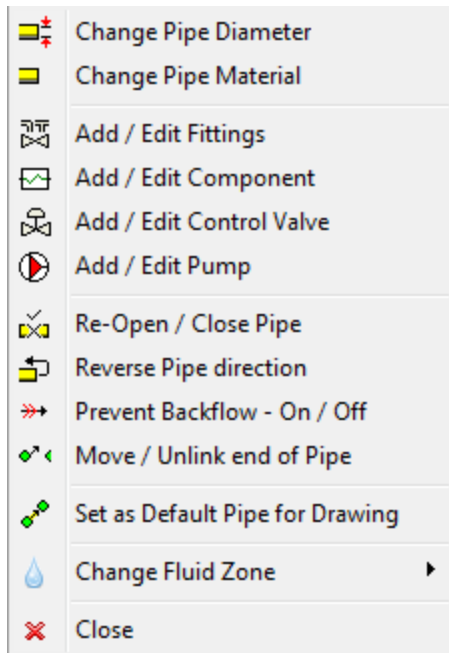 Change Pipe Diameter
Change Pipe Material
Add / Edit Fittings
Add / Edit Component
Add / Edit Control Valve
Add / Edit Pump
Re-Open / Close Pipe
Reverse Pipe direction
Prevent Backflow - On / Off
Move / Unlink end of Pipe
Set as Default Pipe for Drawing
Change Fluid Zone
Close